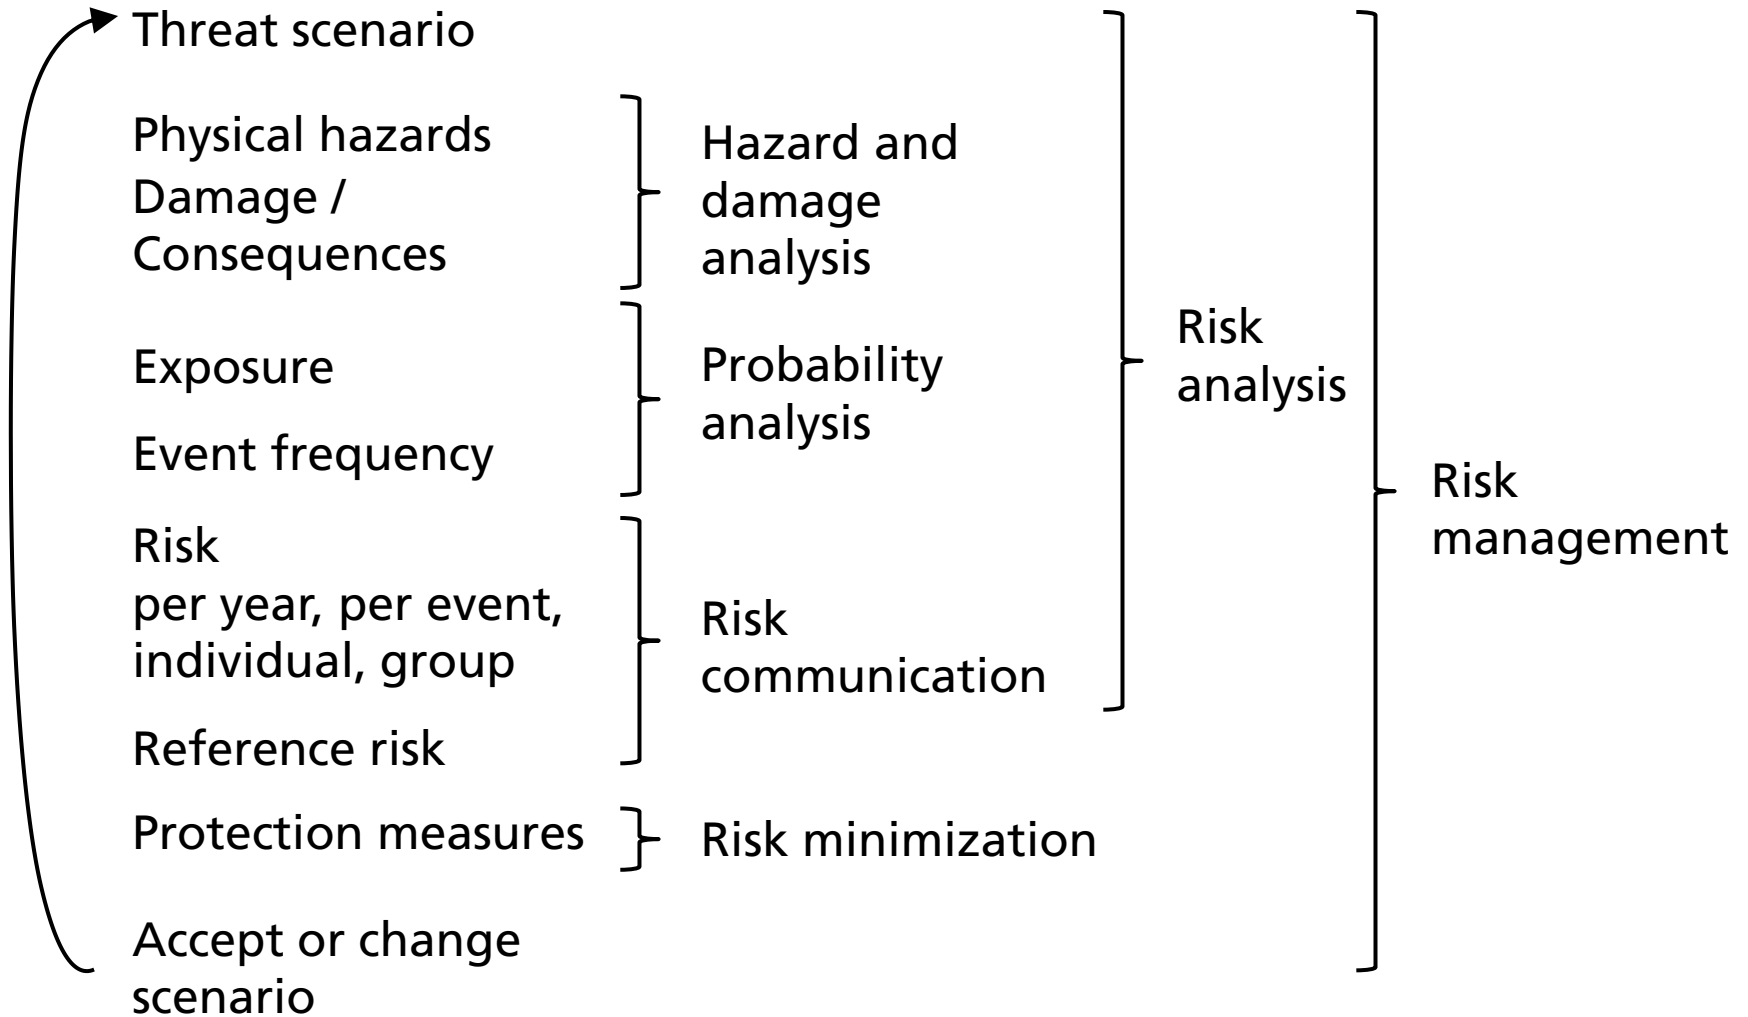 Threat scenario
Physical hazards
Damage /
Consequences
Hazard and
damage
analysis
Exposure
Event frequency
Probability
analysis
Risk
per year, per event,
individual, group
Reference risk
Risk
communication
Protection measures
Risk minimization
Accept or change
scenario
Risk
analysis
Risk
management